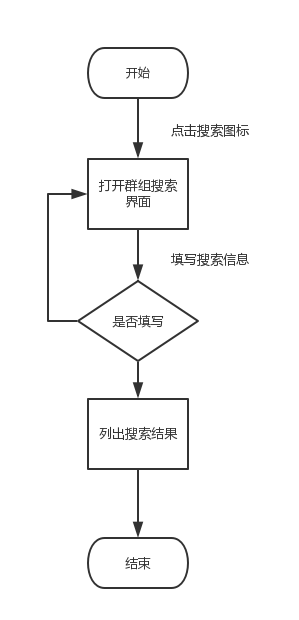 开始
点击搜索图标
打开群组搜索
界面
填写搜索信息
是否填写
列出搜索结果
结束